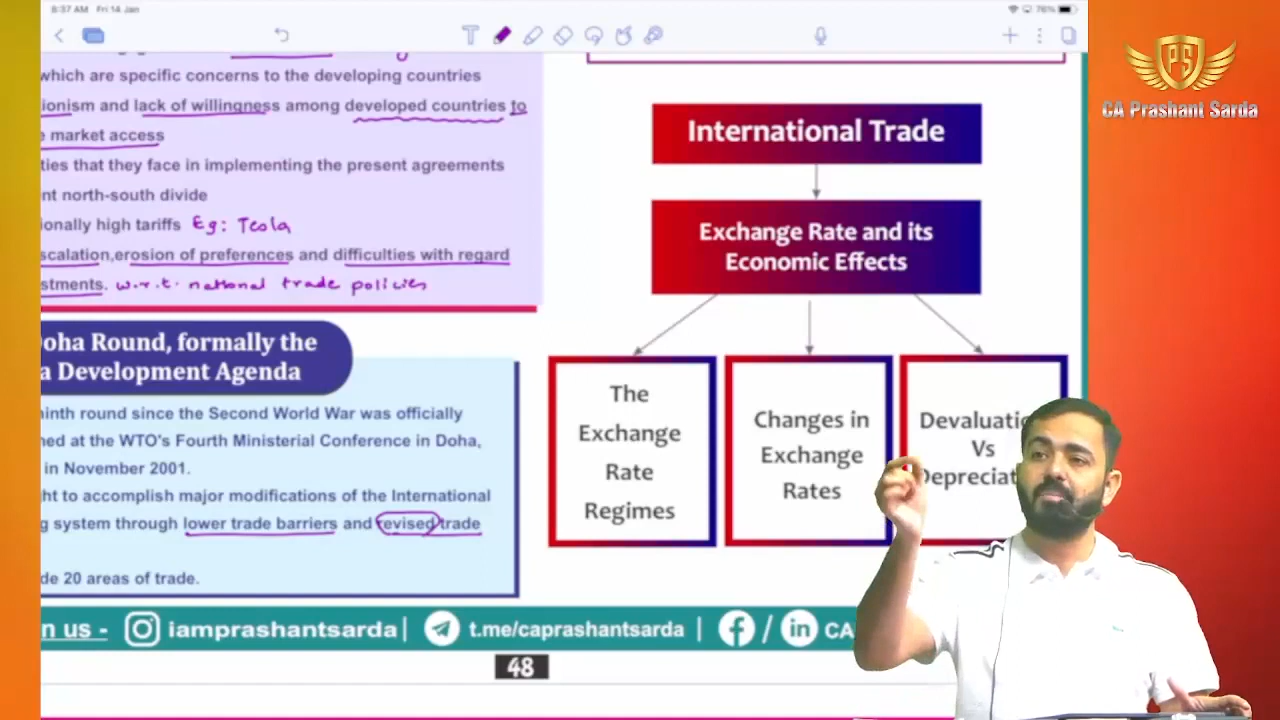 8:37 AM Fri 14 Jan
76%
PS
CA Prashant Sarda
which are specific concerns to the developing countries
ionism and lack of willingness among developed countries to
e market access
ties that they face in implementing the present agreements
nt north-south divide
ionally high tariffs Eg: Tesla
scalation,erosion of preferences and difficulties with regard
stments. w.r.t. national trade policies
oha Round, formally the
a Development Agenda
ninth round since the Second World War was officially
ned at the WTO's Fourth Ministerial Conference in Doha,
in November 2001.
ht to accomplish major modifications of the International
g system through lower trade barriers and revised trade
de 20 areas of trade.
International Trade
Exchange Rate and its
Economic Effects
The
Exchange
Rate
Regimes
Changes in
Exchange
Rates
Devaluatio
Vs
Depreciat
n us - iamprashantsarda| t.me/caprashantsarda | / in CA
48